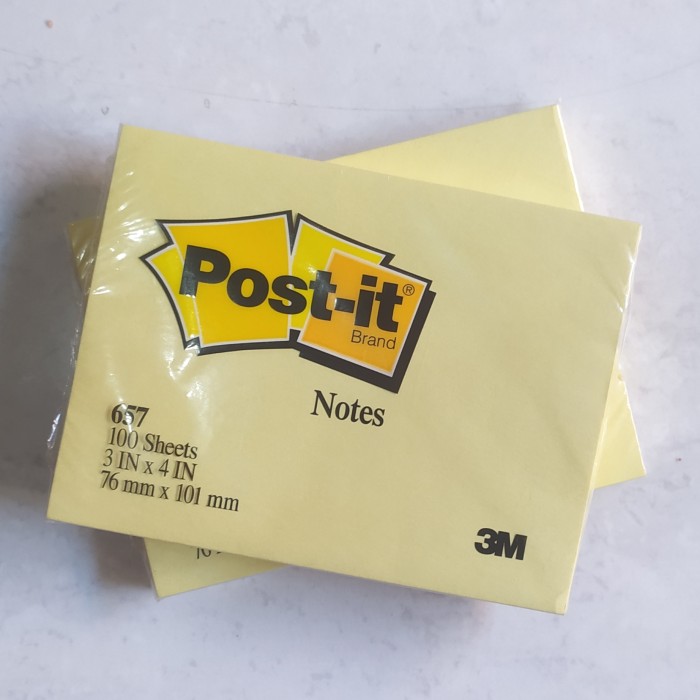 Post-it®
Brand
Notes
657
100 Sheets
3 IN x 4 IN
76 mm x 101 mm
3M